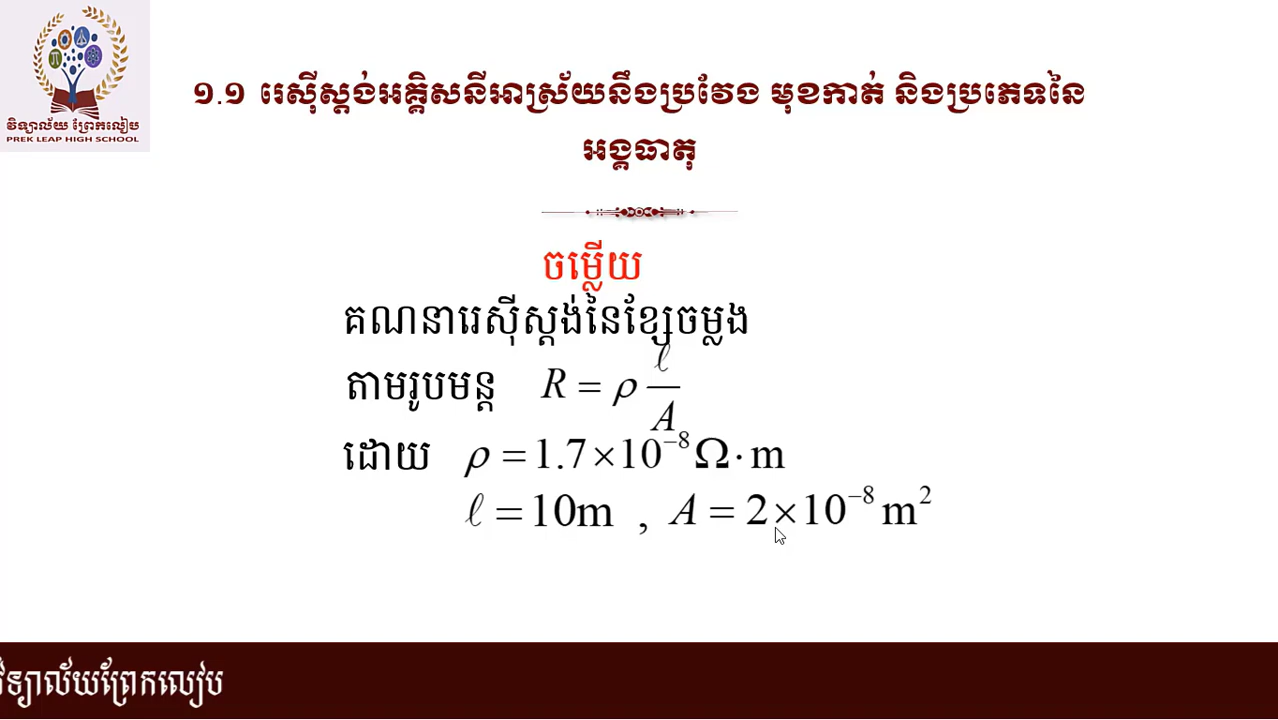 វិទ្យាល័យ ព្រែកលៀប
PREK LEAP HIGH SCHOOL
១.១ រេស៊ីស្តង់អគ្គិសនីអាស្រ័យនឹងប្រវែង មុខកាត់ និងប្រភេទនៃ
អង្គធាតុ
ចម្លើយ
គណនារេស៊ីស្តង់នៃខ្សែចម្លង
តាមរូបមន្ត R = ρ ℓ/A
ដោយ ρ = 1.7×10⁻⁸ Ω·m
ℓ = 10m , A = 2×10⁻⁸ m²
វិទ្យាល័យព្រែកលៀប